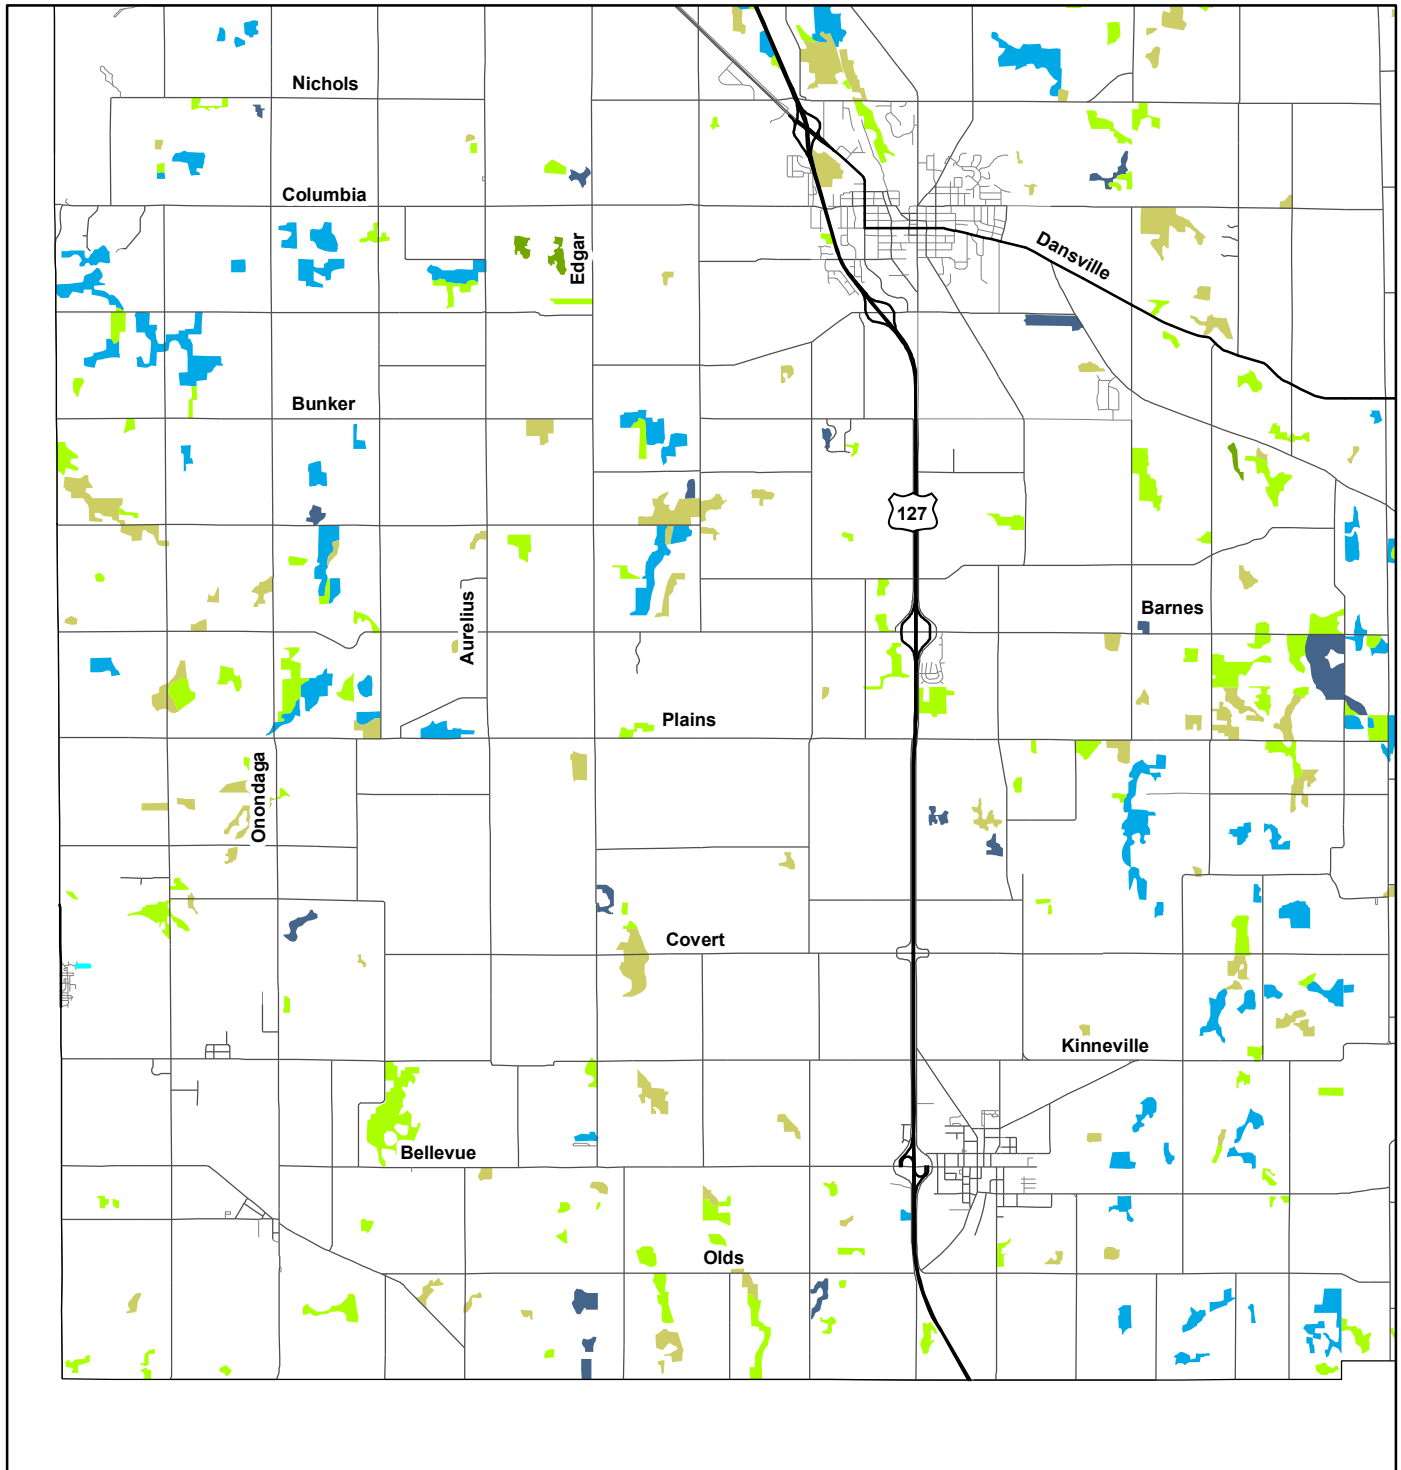 Nichols
Columbia
Edgar
Dansville
Bunker
127
Aurelius
Barnes
Plains
Onondaga
Covert
Kinneville
Bellevue
Olds